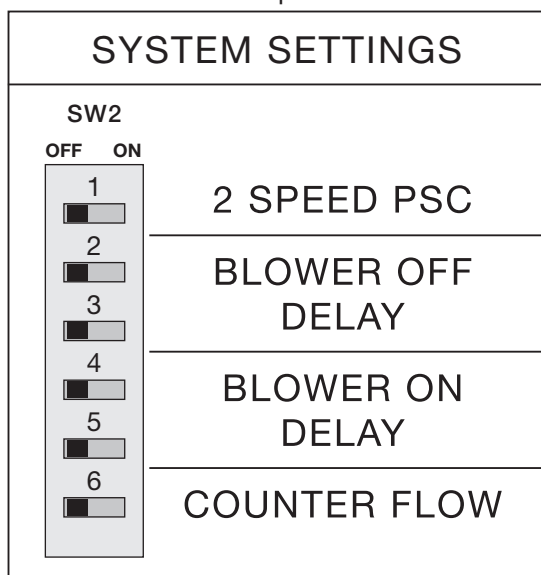 SYSTEM SETTINGS
SW2
OFF ON
1
2 SPEED PSC
2
BLOWER OFF
3
DELAY
4
BLOWER ON
5
DELAY
6
COUNTER FLOW